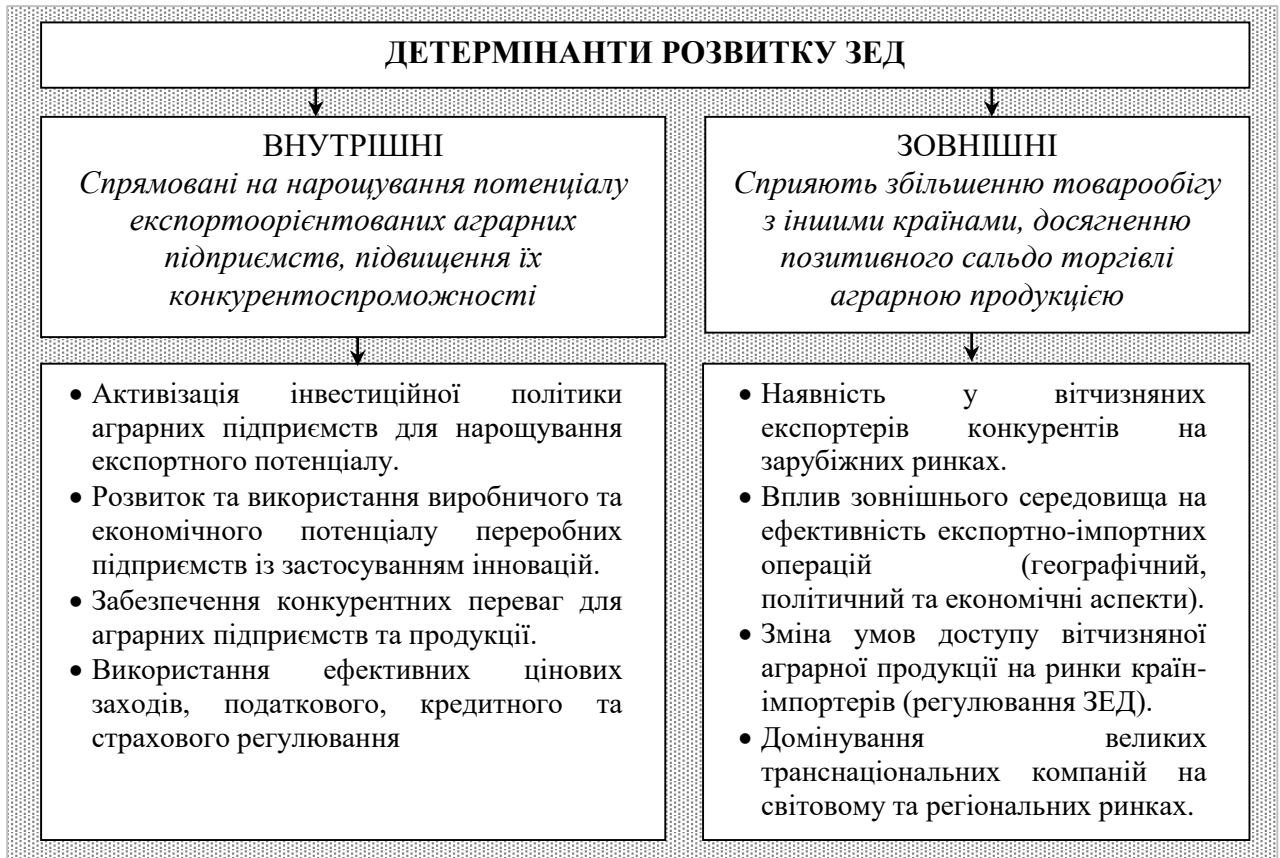 ДЕТЕРМІНАНТИ РОЗВИТКУ ЗЕД
ВНУТРІШНІ
Спрямовані на нарощування потенціалу
експортоорієнтованих аграрних
підприємств, підвищення їх
конкурентоспроможності
ЗОВНІШНІ
Сприяють збільшенню товарообігу
з іншими країнами, досягненню
позитивного сальдо торгівлі
аграрною продукцією
• Активізація інвестиційної політики
аграрних підприємств для нарощування
експортного потенціалу.
• Розвиток та використання виробничого та
економічного потенціалу переробних
підприємств із застосуванням інновацій.
• Забезпечення конкурентних переваг для
аграрних підприємств та продукції.
• Використання ефективних цінових
заходів, податкового, кредитного та
страхового регулювання
• Наявність у вітчизняних
експортерів конкурентів на
зарубіжних ринках.
• Вплив зовнішнього середовища на
ефективність експортно-імпортних
операцій (географічний,
політичний та економічні аспекти).
• Зміна умов доступу вітчизняної
аграрної продукції на ринки країн-
імпортерів (регулювання ЗЕД).
• Домінування великих
транснаціональних компаній на
світовому та регіональних ринках.